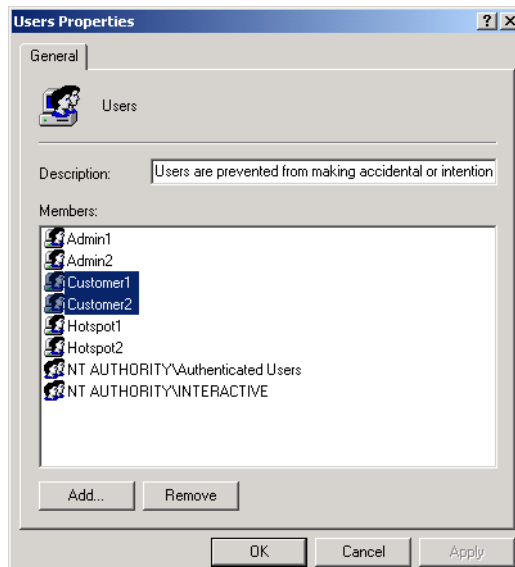 Users Properties
? X
General
Users
Description: Users are prevented from making accidental or intention
Members:
Admin1
Admin2
Customer1
Customer2
Hotspot1
Hotspot2
NT AUTHORITY\Authenticated Users
NT AUTHORITY\INTERACTIVE
Add... Remove
OK Cancel Apply